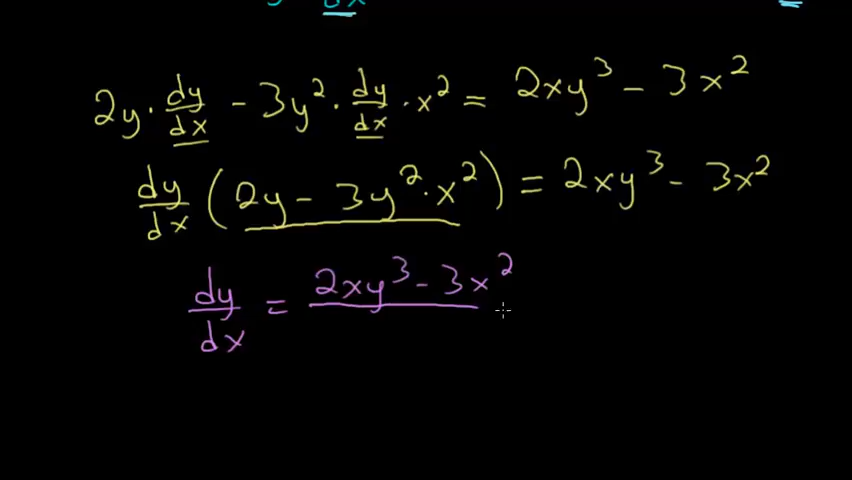 2y · dy/dx - 3y² · dy/dx · x² = 2xy³ - 3x²
dy/dx (2y - 3y² · x²) = 2xy³ - 3x²
dy/dx = 2xy³ - 3x²